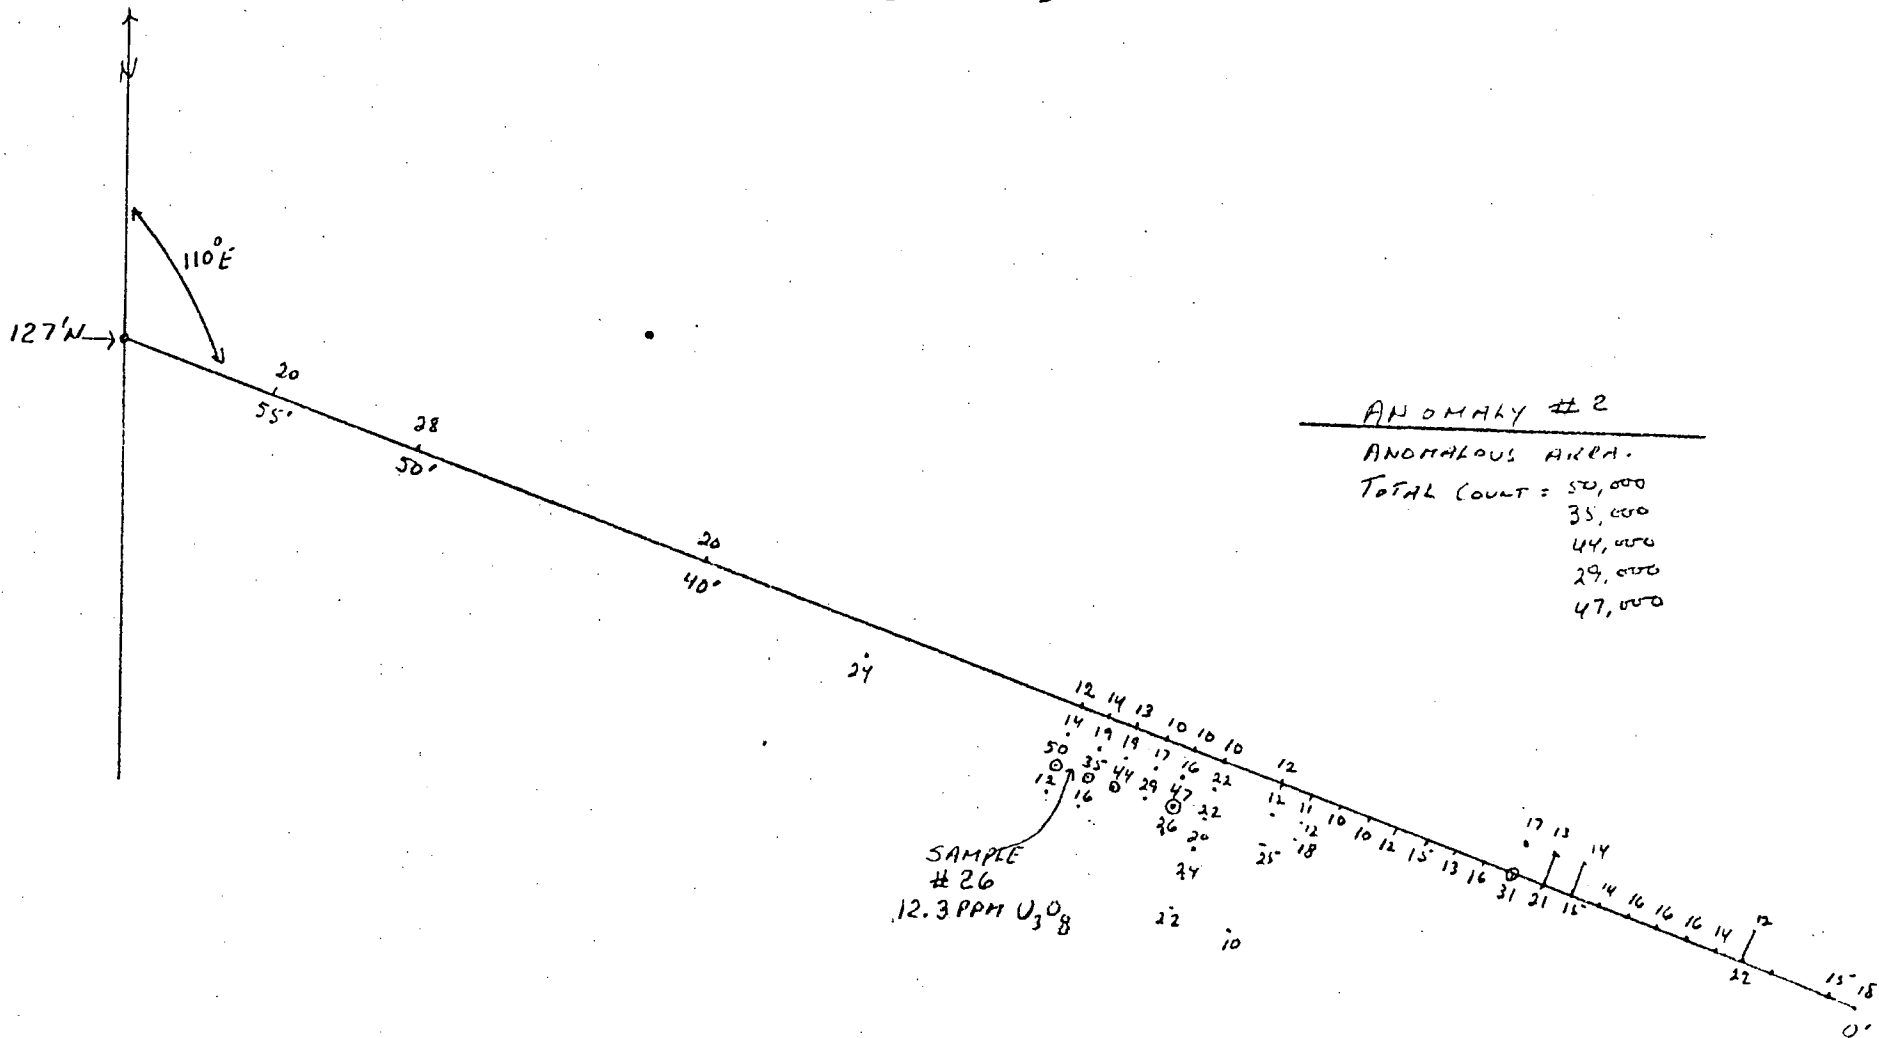 N
110°E
127'N
20
55'
28
50'
20
40'
24
ANOMALY #2
ANOMALOUS AREA.
TOTAL COUNT = 50,000
35,000
44,000
29,000
47,000
12 14 13 10 10 10 12
14 19 19 17 16 22
50 35 44 29 47 22
12 16 26 20
24
22
10
12 11 10 10 12 15 13 16 31 21 15
12
25 18
17 13 14
14 16 16 16 14 12
22
15 18
0'
SAMPLE
#26
12.3 PPM U₃O₈